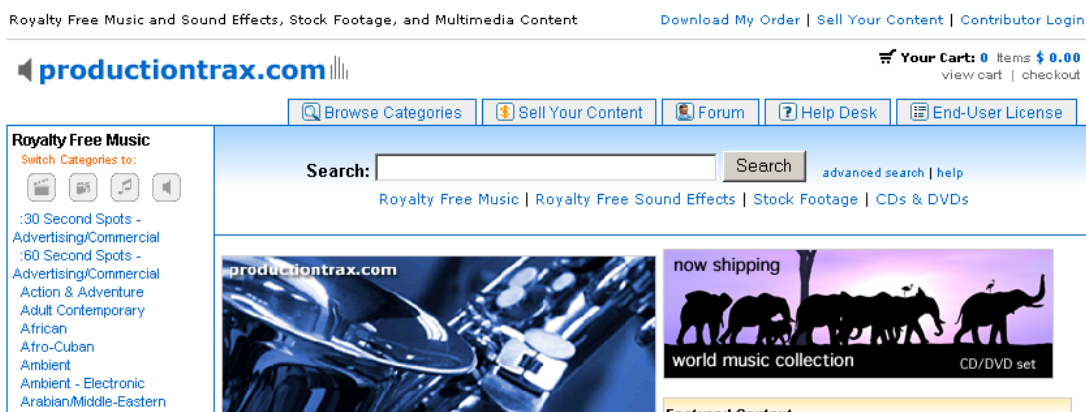 Royalty Free Music and Sound Effects, Stock Footage, and Multimedia Content
Download My Order | Sell Your Content | Contributor Login
productiontrax.com
Your Cart: 0 Items $ 0.00
view cart | checkout
Browse Categories
Sell Your Content
Forum
Help Desk
End-User License
Royalty Free Music
Switch Categories to:
:30 Second Spots -
Advertising/Commercial
:60 Second Spots -
Advertising/Commercial
Action & Adventure
Adult Contemporary
African
Afro-Cuban
Ambient
Ambient - Electronic
Arabian/Middle-Eastern
Search:
Search
advanced search | help
Royalty Free Music | Royalty Free Sound Effects | Stock Footage | CDs & DVDs
productiontrax.com
now shipping
world music collection
CD/DVD set
Featured Content